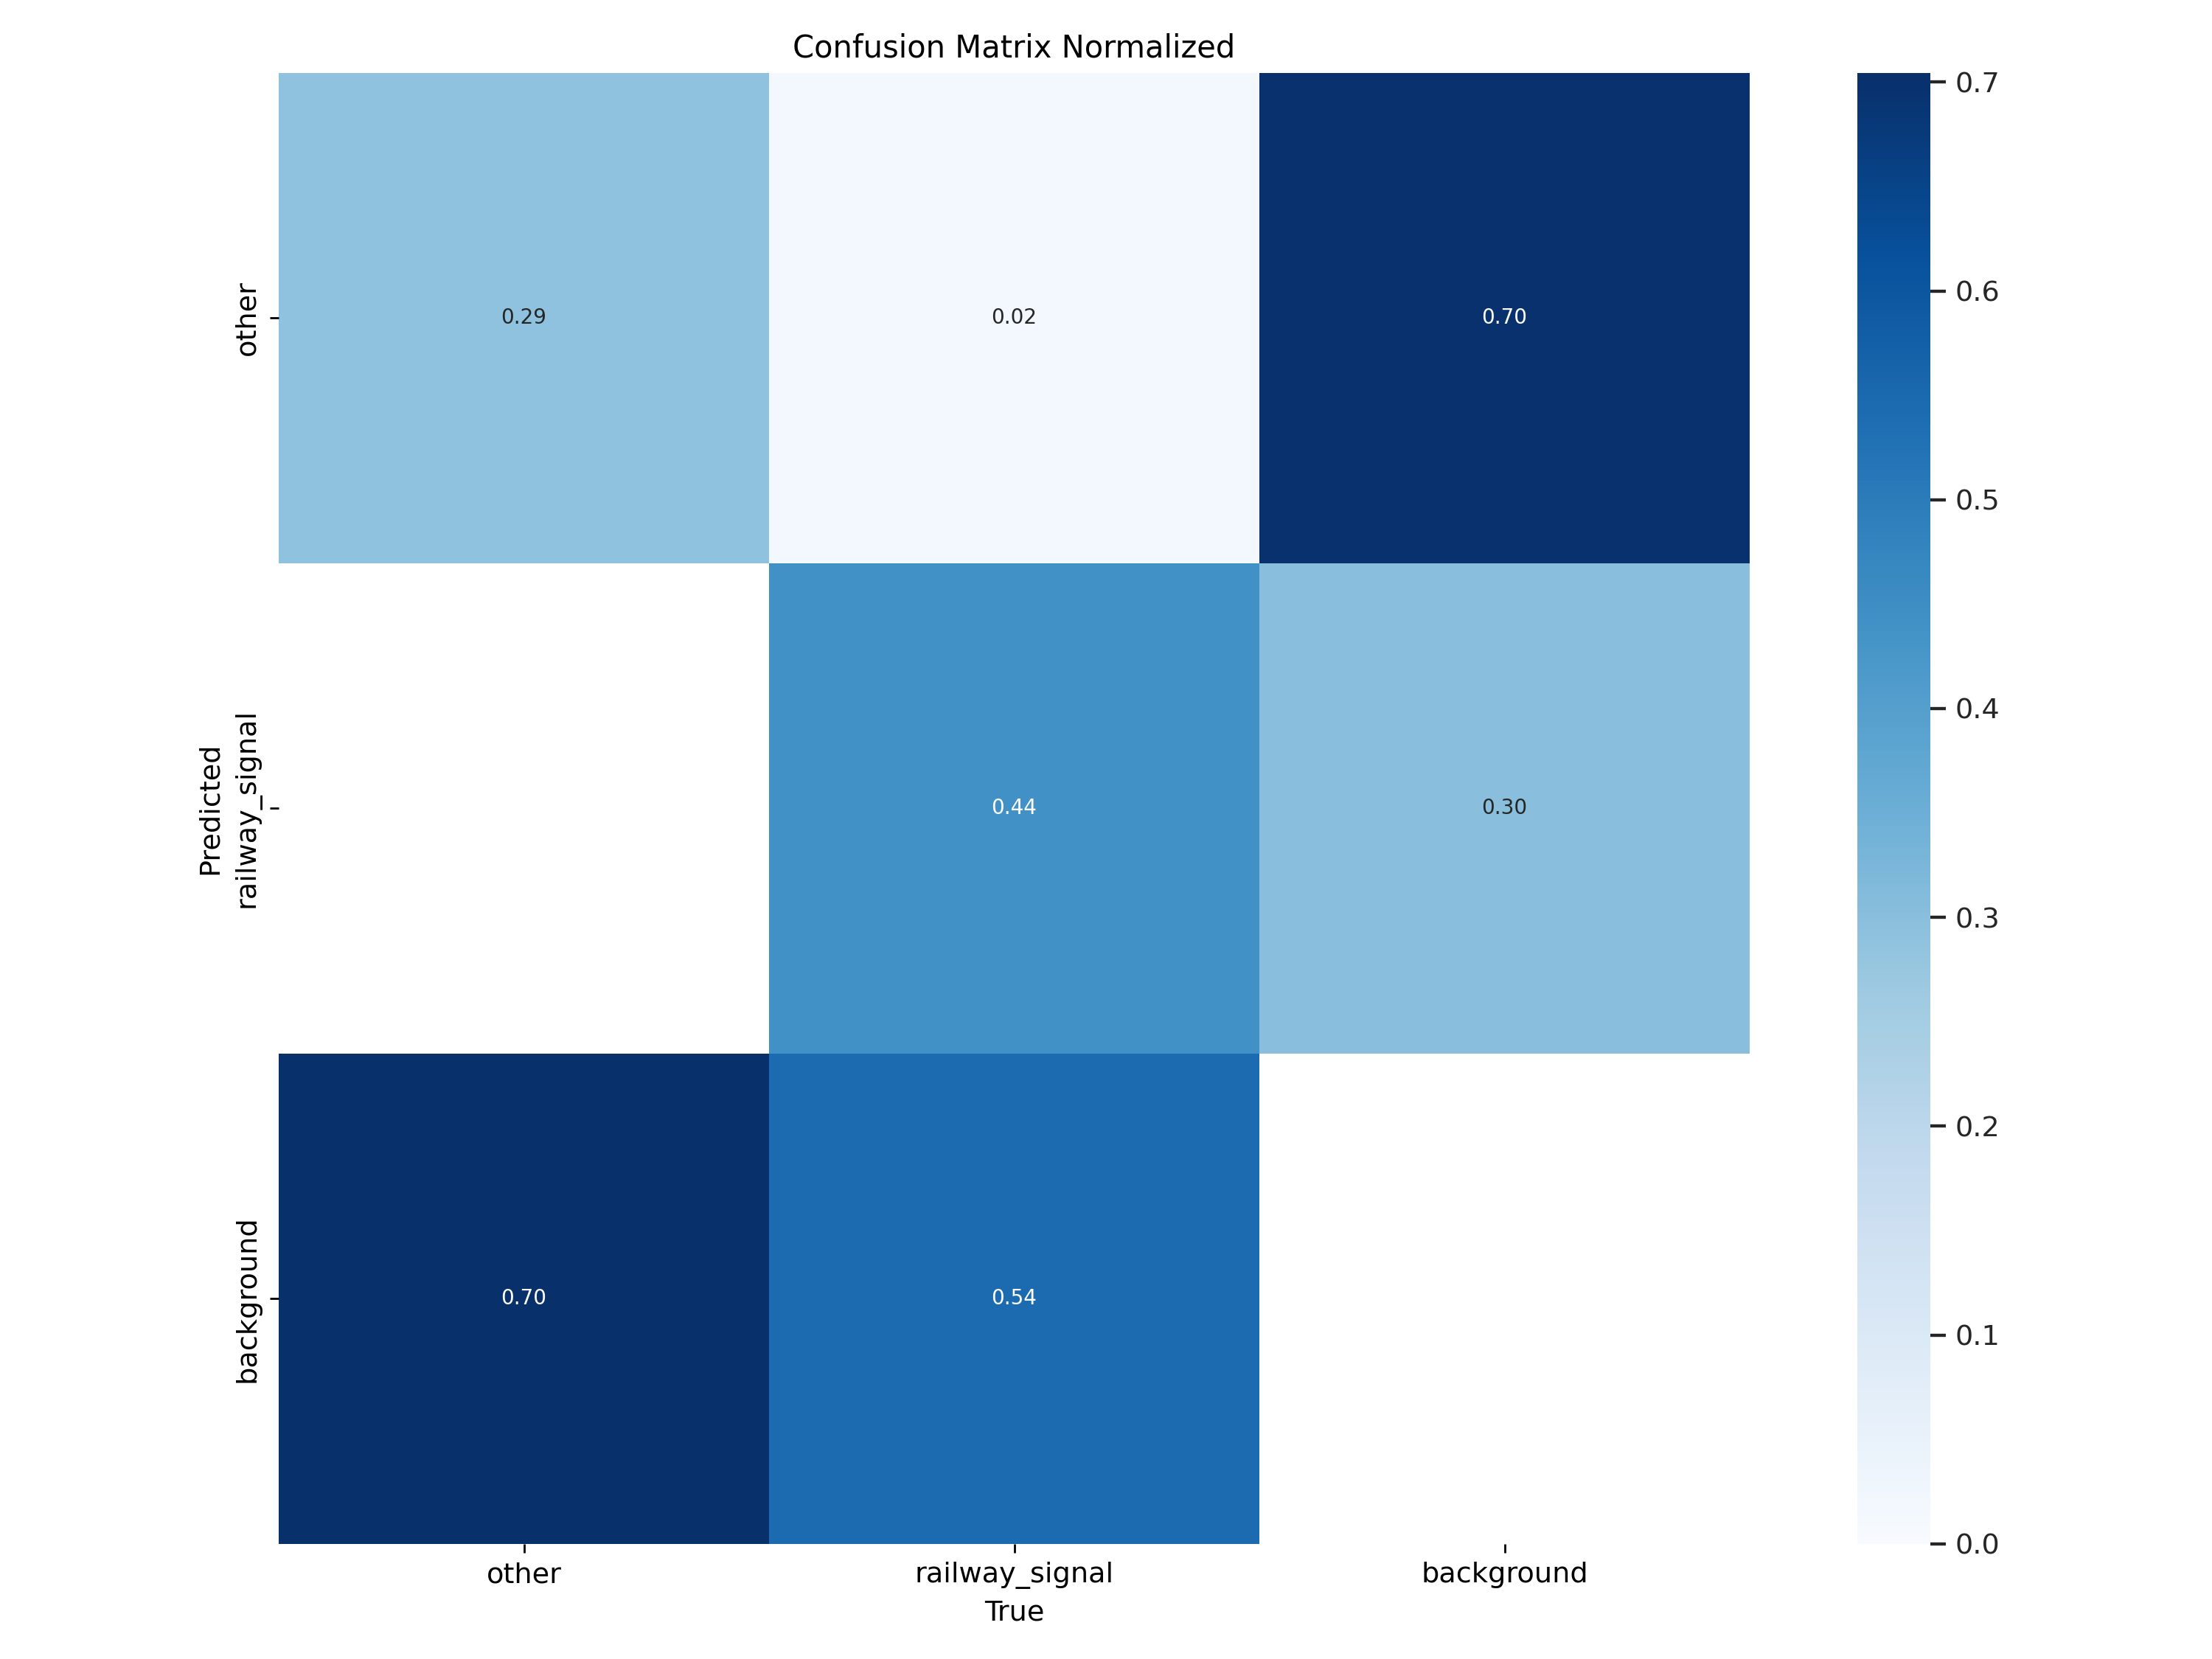 Confusion Matrix Normalized
other
railway_signal
background
Predicted
0.29
0.02
0.70
0.44
0.30
0.70
0.54
other
railway_signal
background
True
0.7
0.6
0.5
0.4
0.3
0.2
0.1
0.0